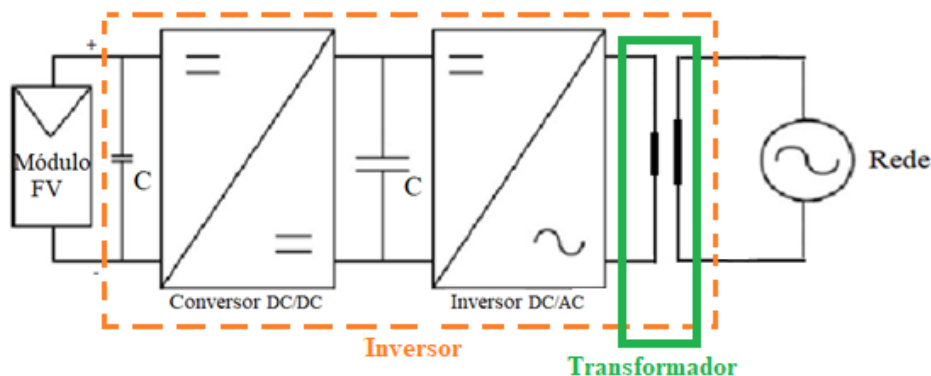 +
Módulo
FV
-
C
Conversor DC/DC
C
Inversor DC/AC
Rede
Inversor
Transformador